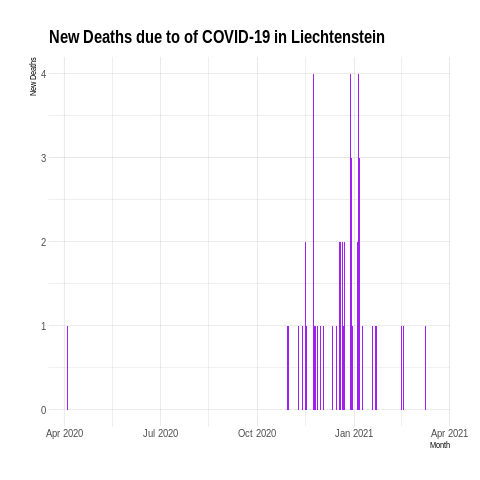 New Deaths due to of COVID-19 in Liechtenstein
New Deaths
4
3
2
1
0
Apr 2020
Jul 2020
Oct 2020
Jan 2021
Apr 2021
Month